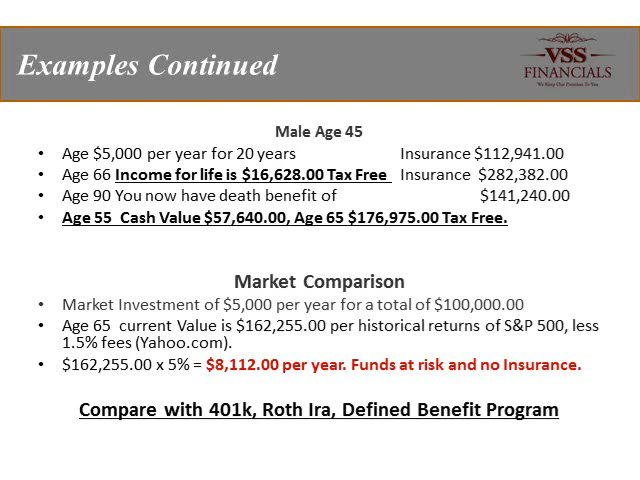 Examples Continued
VSS
FINANCIALS
We Keep Our Promises To You
Male Age 45
• Age $5,000 per year for 20 years Insurance $112,941.00
• Age 66 Income for life is $16,628.00 Tax Free Insurance $282,382.00
• Age 90 You now have death benefit of $141,240.00
• Age 55 Cash Value $57,640.00, Age 65 $176,975.00 Tax Free.
Market Comparison
• Market Investment of $5,000 per year for a total of $100,000.00
• Age 65 current Value is $162,255.00 per historical returns of S&P 500, less
1.5% fees (Yahoo.com).
• $162,255.00 x 5% = $8,112.00 per year. Funds at risk and no Insurance.
Compare with 401k, Roth Ira, Defined Benefit Program